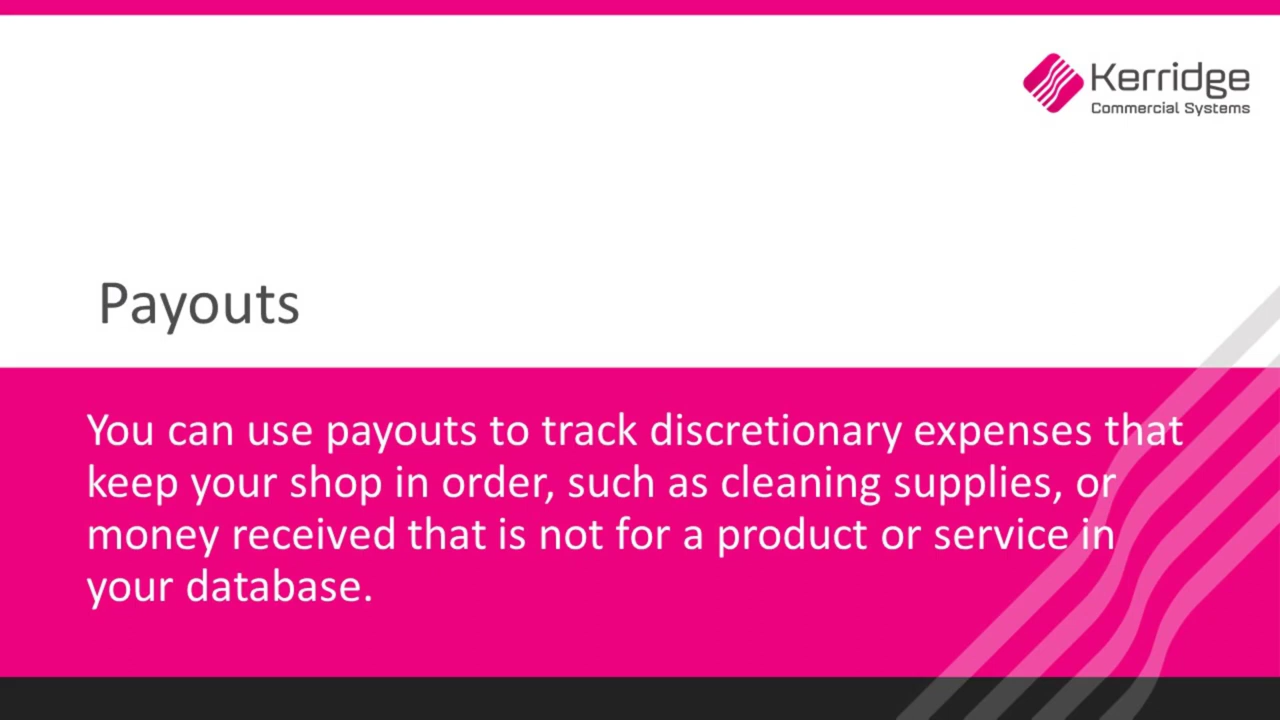 Kerridge
Commercial Systems
Payouts
You can use payouts to track discretionary expenses that
keep your shop in order, such as cleaning supplies, or
money received that is not for a product or service in
your database.